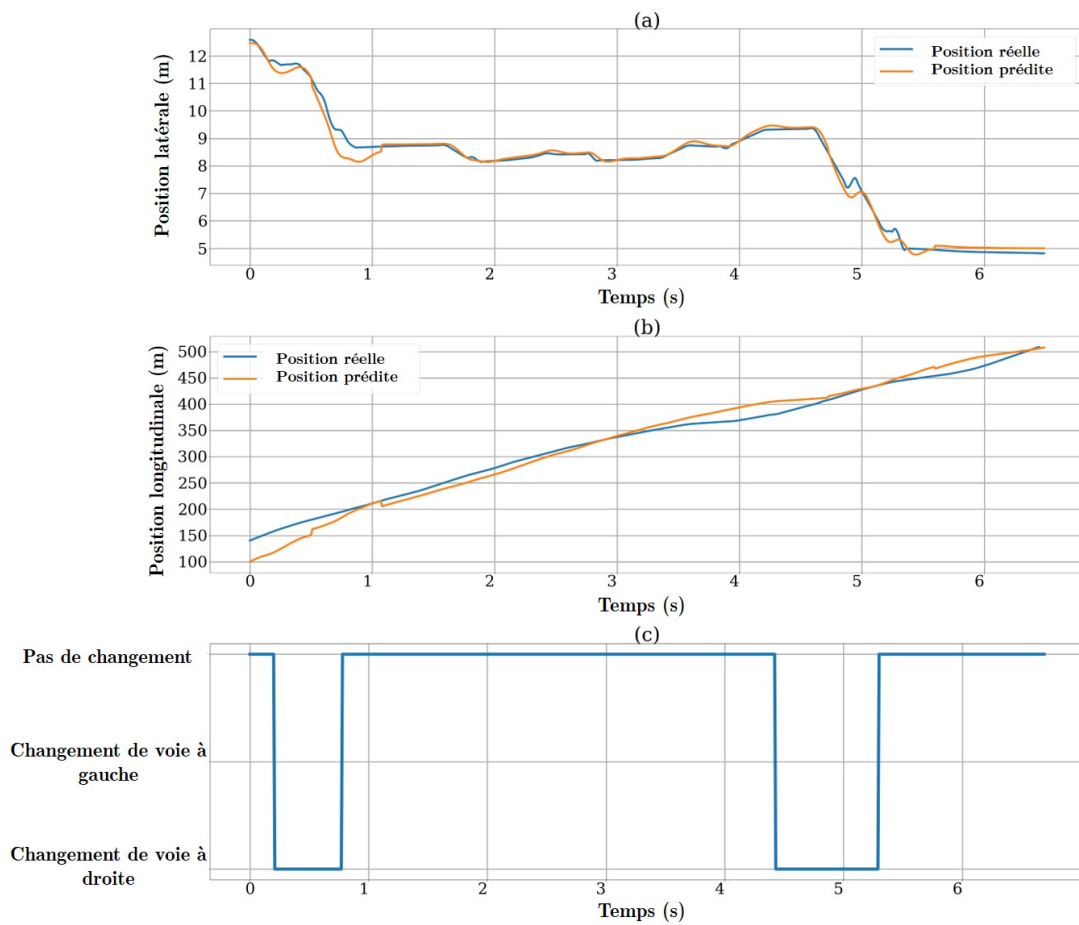 (a)
Position latérale (m)
12
11
10
9
8
7
6
5
Position réelle
Position prédite
0 1 2 3 4 5 6
Temps (s)
(b)
Position longitudinale (m)
500
450
400
350
300
250
200
150
100
Position réelle
Position prédite
0 1 2 3 4 5 6
Temps (s)
(c)
Pas de changement
Changement de voie à
gauche
Changement de voie à
droite
0 1 2 3 4 5 6
Temps (s)